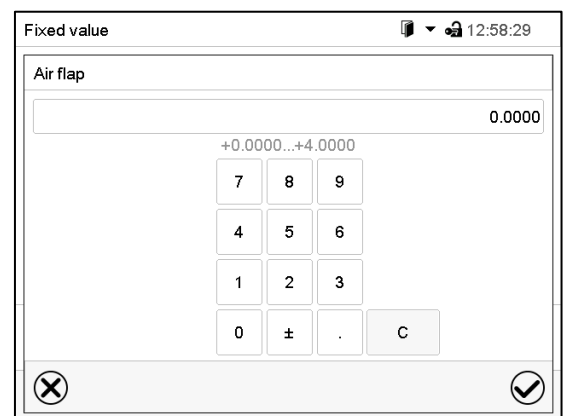 Fixed value 12:58:29
Air flap
0.0000
+0.0000...+4.0000
7 8 9
4 5 6
1 2 3
0 ± . C